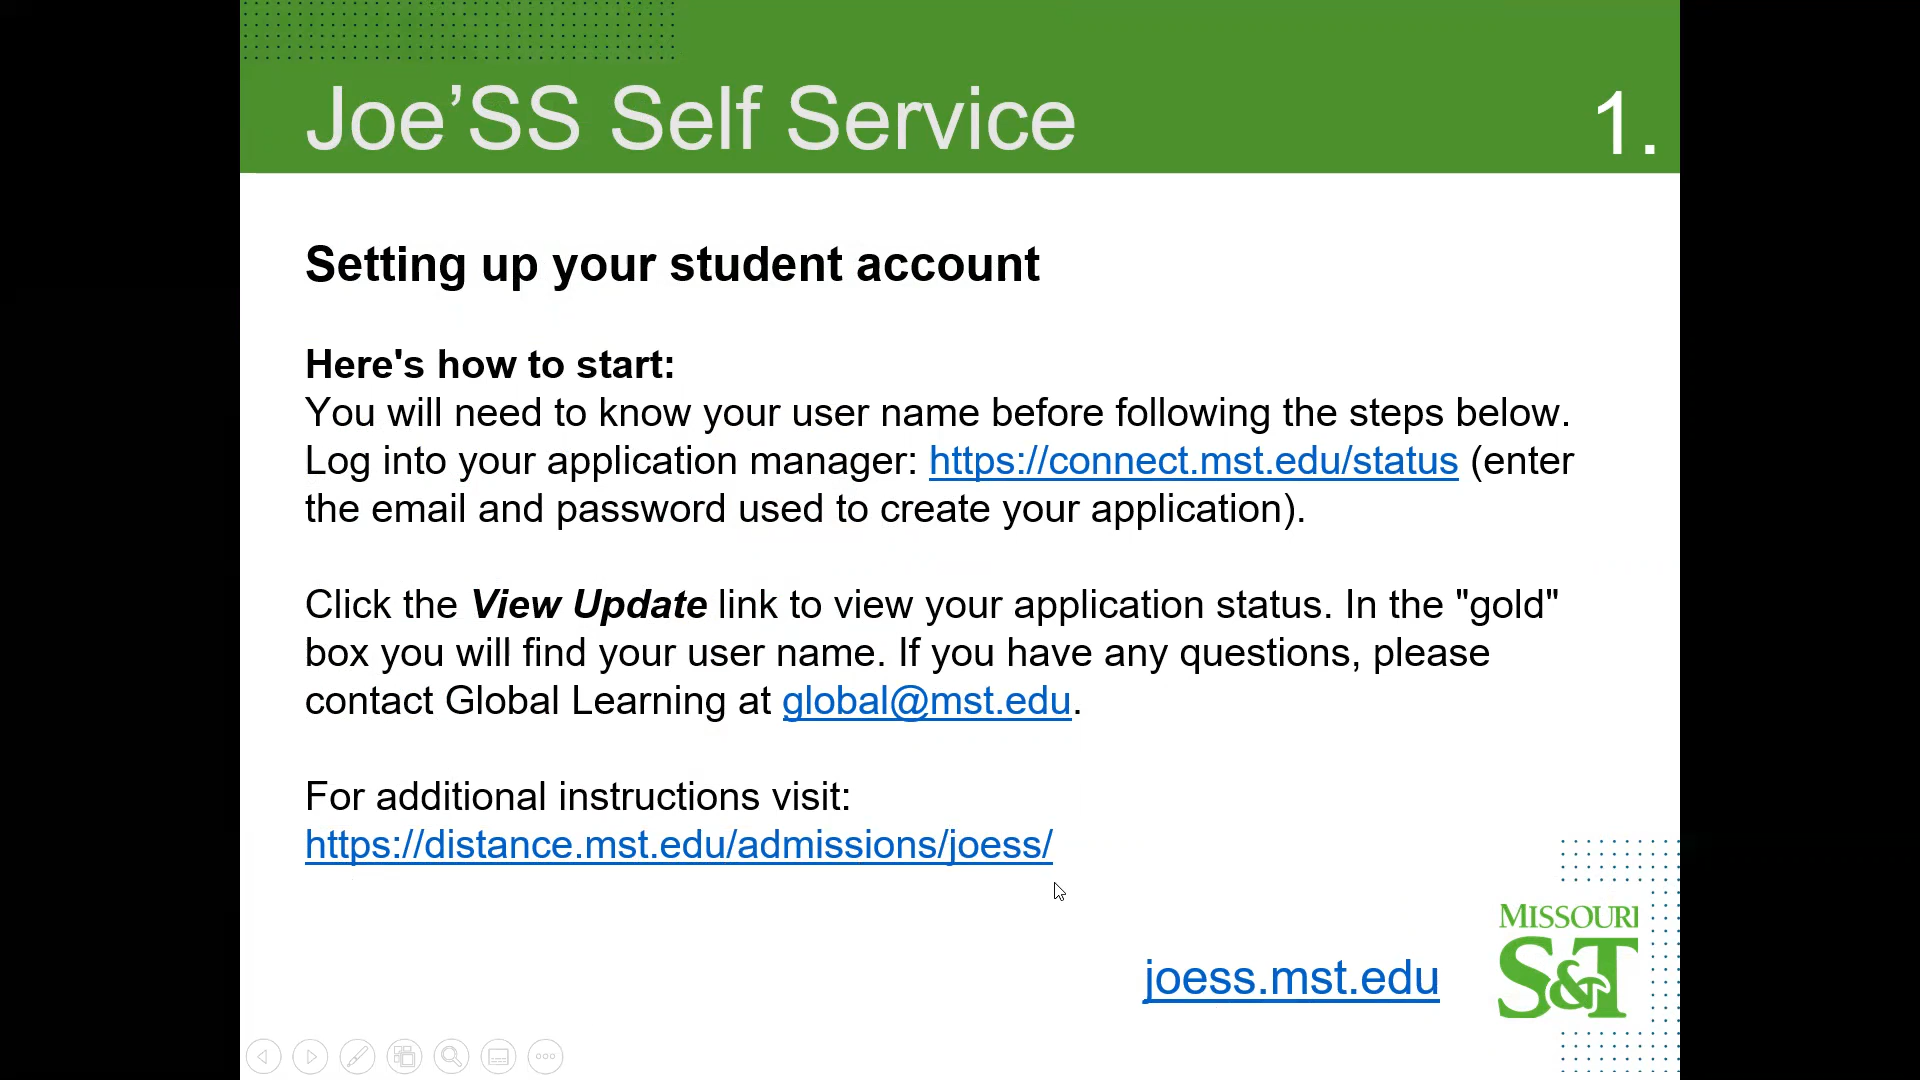 Joe’SS Self Service
1.
Setting up your student account
Here's how to start:
You will need to know your user name before following the steps below.
Log into your application manager: https://connect.mst.edu/status (enter
the email and password used to create your application).
Click the View Update link to view your application status. In the "gold"
box you will find your user name. If you have any questions, please
contact Global Learning at global@mst.edu.
For additional instructions visit:
https://distance.mst.edu/admissions/joess/
joess.mst.edu
MISSOURI
S&T